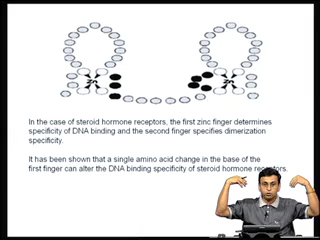 Zn Zn
In the case of steroid hormone receptors, the first zinc finger determines
specificity of DNA binding and the second finger specifies dimerization
specificity.
It has been shown that a single amino acid change in the base of the
first finger can alter the DNA binding specificity of steroid hormone receptors.